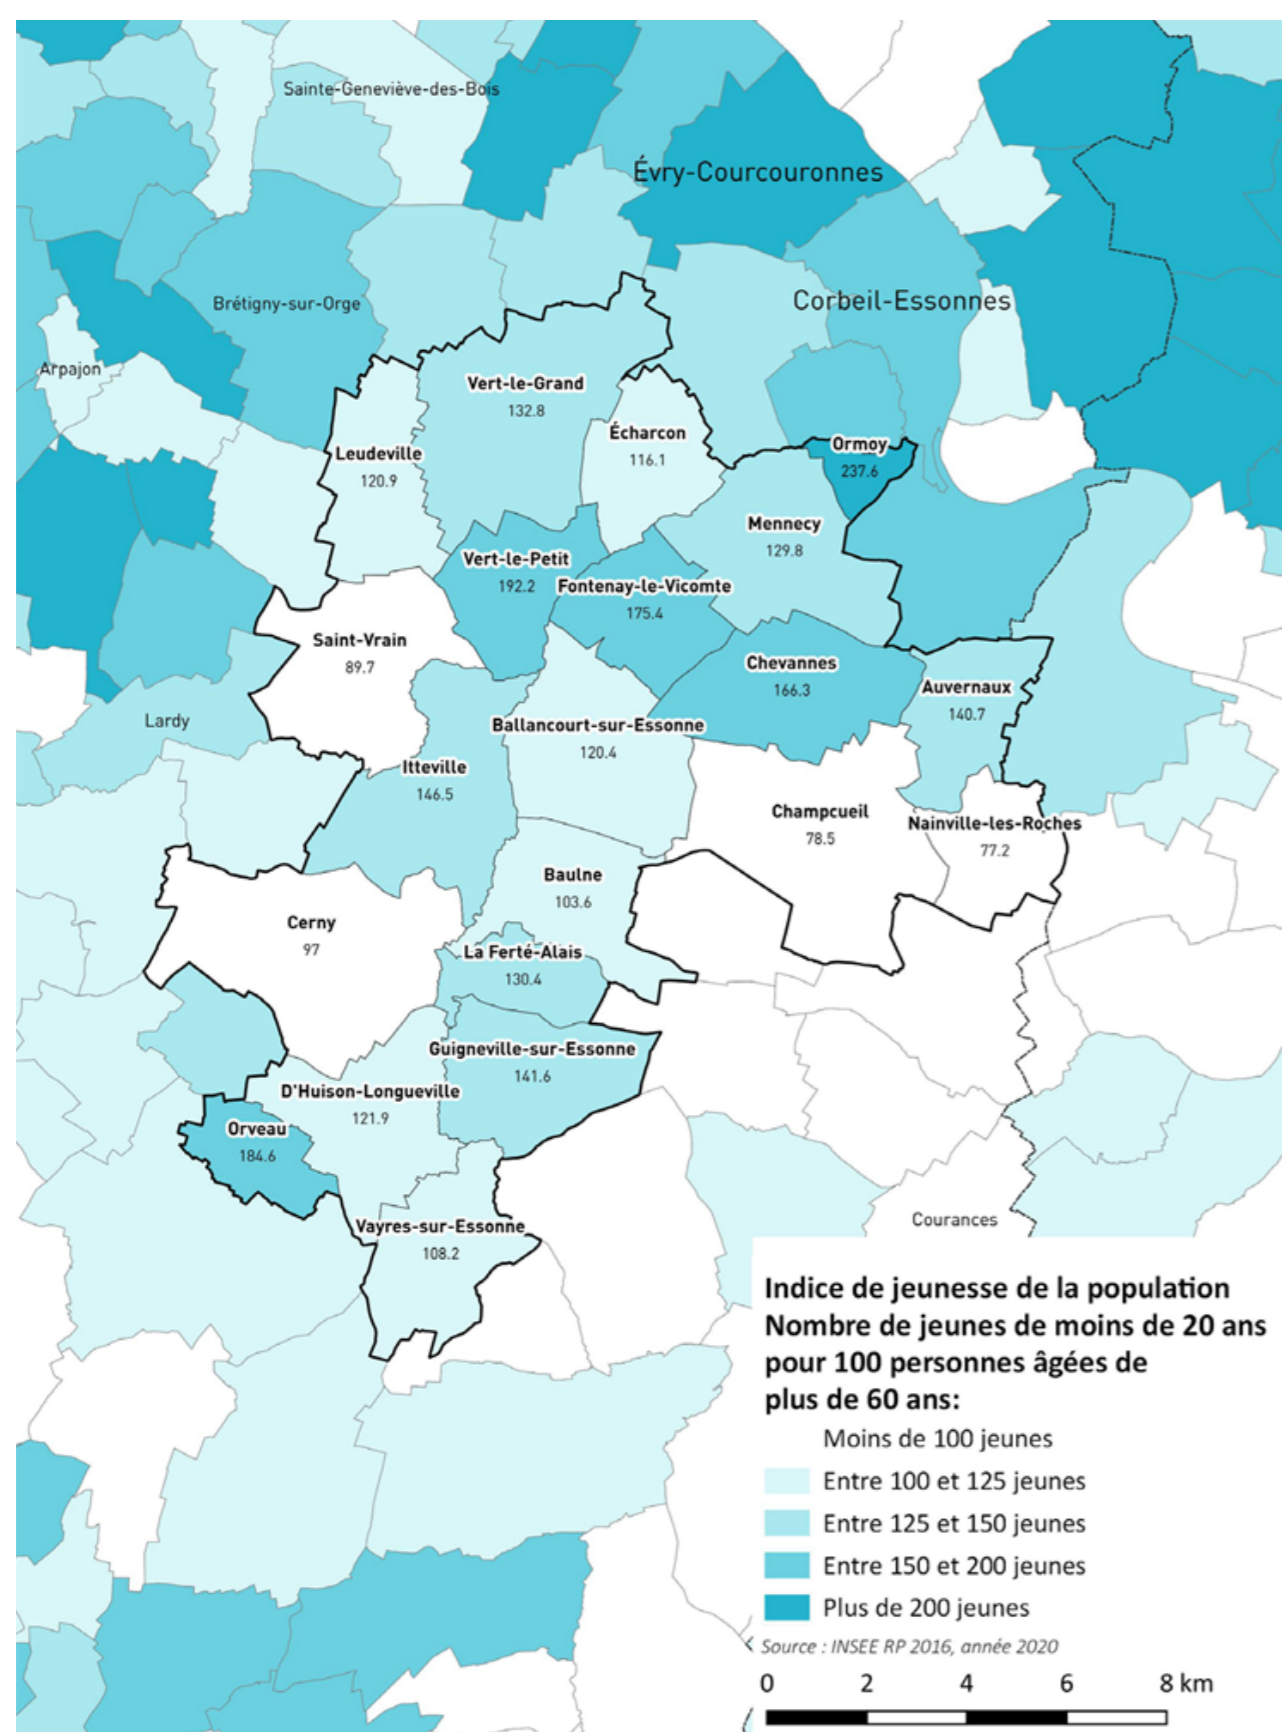 Sainte-Geneviève-des-Bois
Évry-Courcouronnes
Brétigny-sur-Orge
Corbeil-Essonnes
Arpajon
Vert-le-Grand
132.8
Écharcon
116.1
Ormoy
237.6
Leudeville
120.9
Mennecy
129.8
Vert-le-Petit
192.2
Fontenay-le-Vicomte
175.4
Saint-Vrain
89.7
Chevannes
166.3
Auvernaux
140.7
Lardy
Ballancourt-sur-Essonne
120.4
Itteville
146.5
Champcueil
78.5
Nainville-les-Roches
77.2
Baulne
103.6
Cerny
97
La Ferté-Alais
130.4
Guigneville-sur-Essonne
141.6
D'Huison-Longueville
121.9
Orveau
184.6
Vayres-sur-Essonne
108.2
Courances
Indice de jeunesse de la population
Nombre de jeunes de moins de 20 ans
pour 100 personnes âgées de
plus de 60 ans:
Moins de 100 jeunes
Entre 100 et 125 jeunes
Entre 125 et 150 jeunes
Entre 150 et 200 jeunes
Plus de 200 jeunes
Source : INSEE RP 2016, année 2020
0 2 4 6 8 km